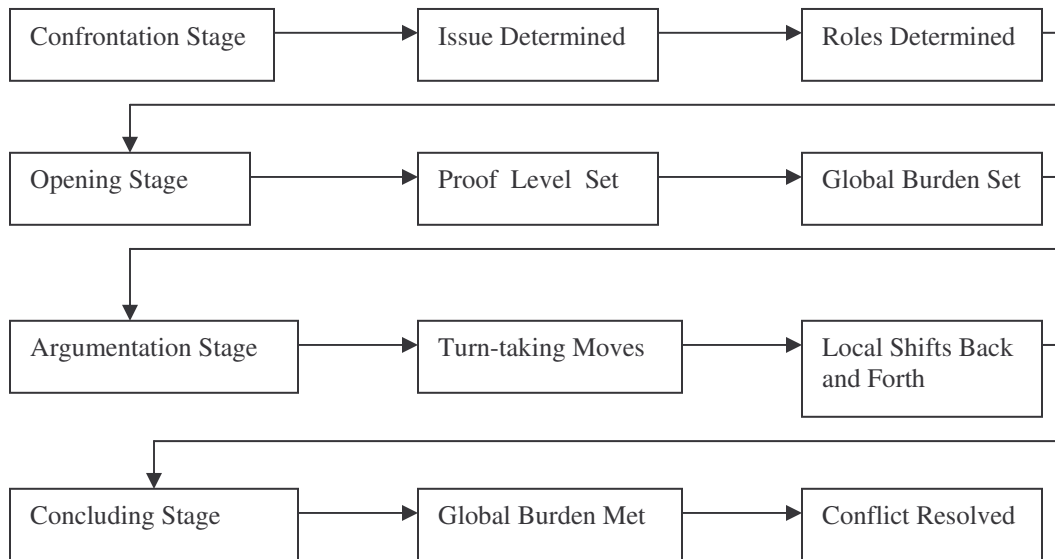 Confrontation Stage
Issue Determined
Roles Determined
Opening Stage
Proof Level Set
Global Burden Set
Argumentation Stage
Turn-taking Moves
Local Shifts Back
and Forth
Concluding Stage
Global Burden Met
Conflict Resolved